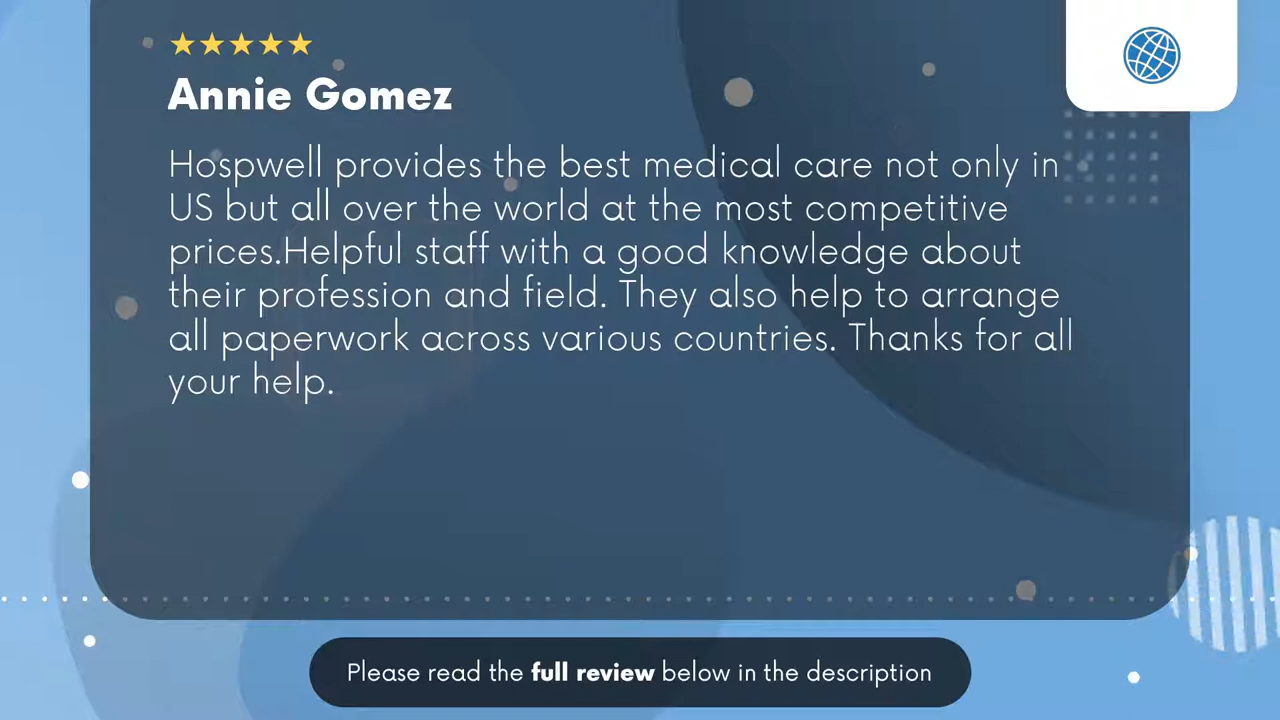 Annie Gomez
Hospwell provides the best medical care not only in
US but all over the world at the most competitive
prices.Helpful staff with a good knowledge about
their profession and field. They also help to arrange
all paperwork across various countries. Thanks for all
your help.
Please read the full review below in the description